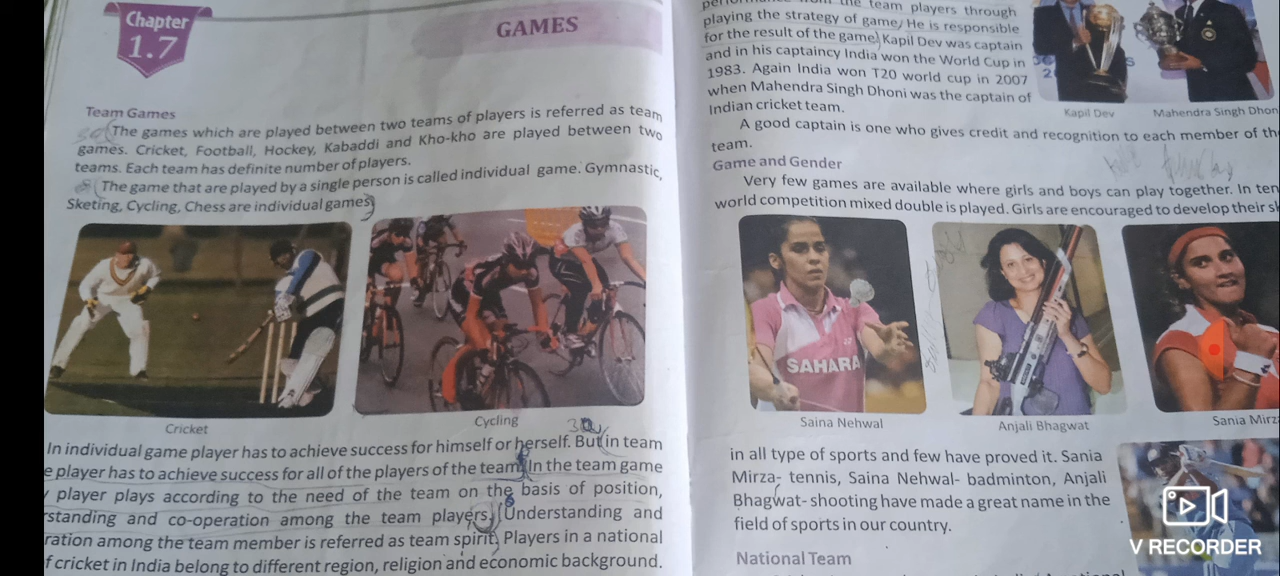 Chapter
1.7
GAMES
Team Games
The games which are played between two teams of players is referred as team
games. Cricket, Football, Hockey, Kabaddi and Kho-kho are played between two
teams. Each team has definite number of players.
The game that are played by a single person is called individual game. Gymnastic,
Sketing, Cycling, Chess are individual games
Cricket
Cycling
In individual game player has to achieve success for himself or herself. But in team
e player has to achieve success for all of the players of the team. In the team game
player plays according to the need of the team on the basis of position,
rstanding and co-operation among the team players. Understanding and
ration among the team member is referred as team spirit. Players in a national
f cricket in India belong to different region, religion and economic background.
the team players through
playing the strategy of game. He is responsible
for the result of the game. Kapil Dev was captain
and in his captaincy India won the World Cup in
1983. Again India won T20 world cup in 2007
when Mahendra Singh Dhoni was the captain of
Indian cricket team.
Kapil Dev
Mahendra Singh Dhon
A good captain is one who gives credit and recognition to each member of th
team.
Game and Gender
Very few games are available where girls and boys can play together. In ten
world competition mixed double is played. Girls are encouraged to develop their s
SAHARA
Saina Nehwal
Anjali Bhagwat
Sania Mirz
in all type of sports and few have proved it. Sania
Mirza- tennis, Saina Nehwal- badminton, Anjali
Bhagwat- shooting have made a great name in the
field of sports in our country.
National Team
V RECORDER